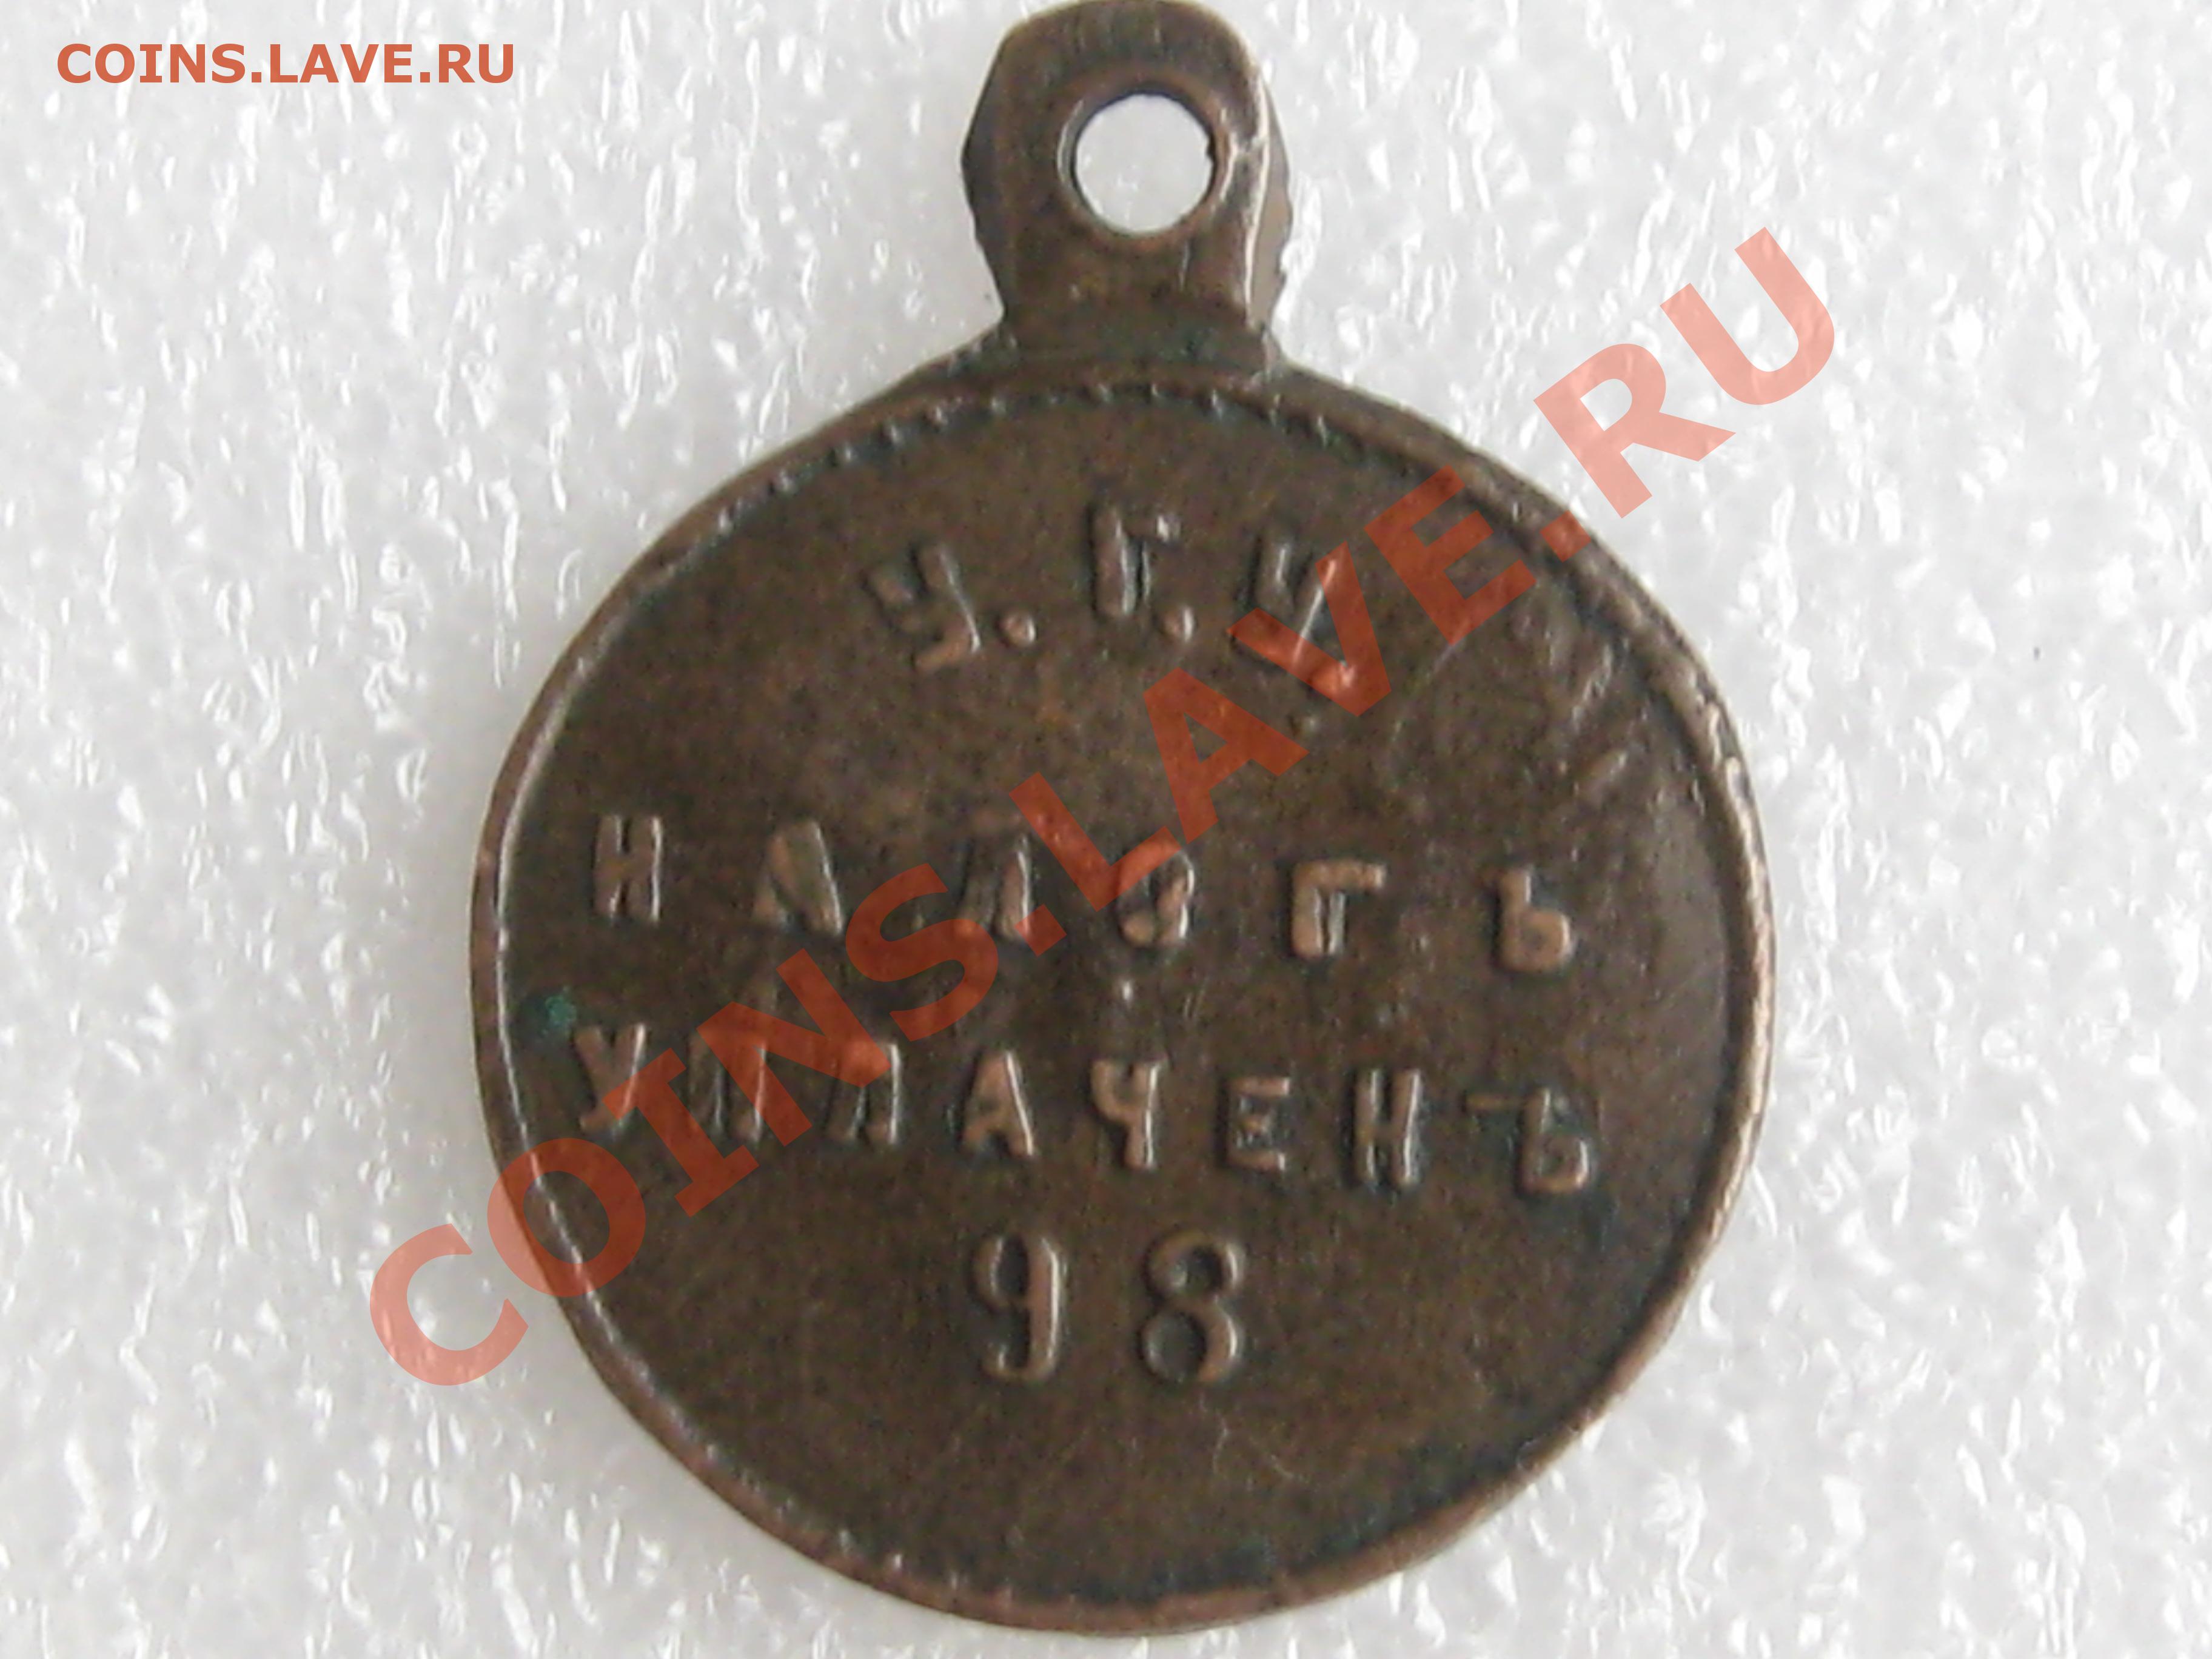 COINS.LAVE.RU
У.Г.У
НАЛОГЪ
УПЛАЧЕНЪ
98
COINS.LAVE.RU